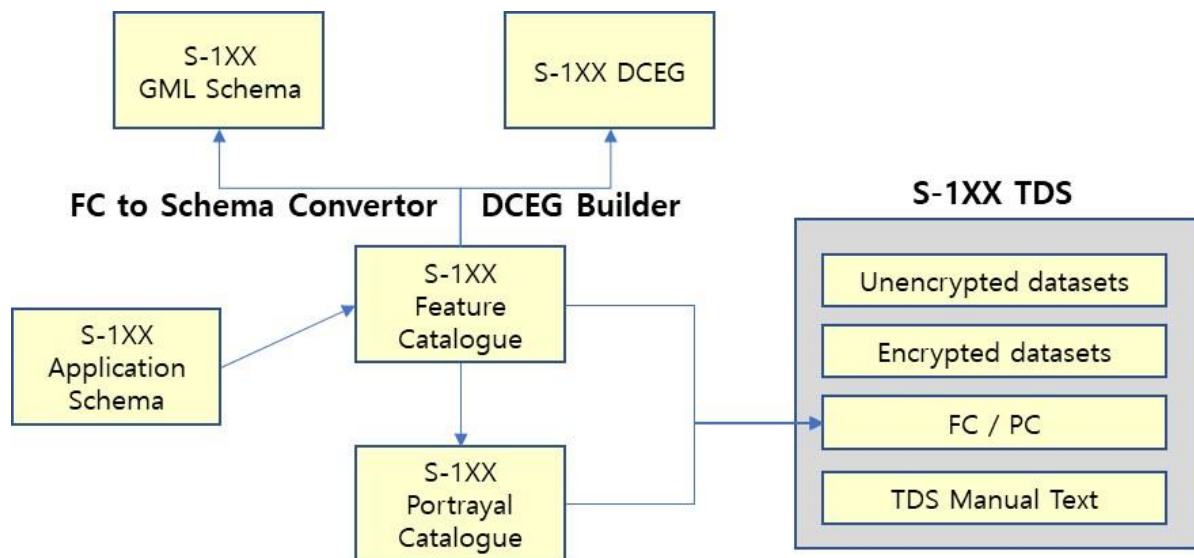 S-1XX
GML Schema
S-1XX DCEG
FC to Schema Convertor
DCEG Builder
S-1XX TDS
S-1XX
Feature
Catalogue
S-1XX
Application
Schema
S-1XX
Portrayal
Catalogue
Unencrypted datasets
Encrypted datasets
FC / PC
TDS Manual Text